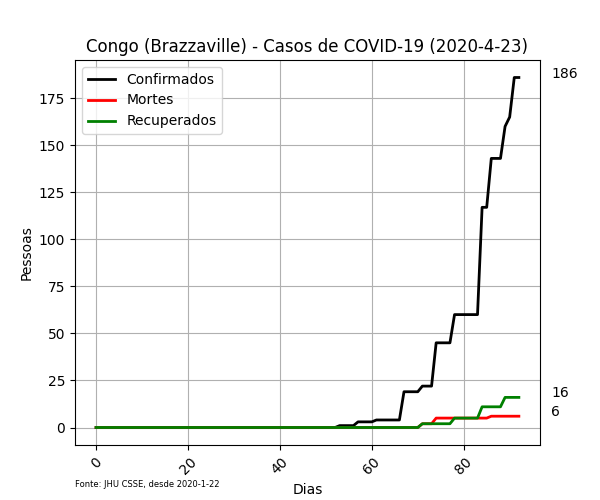 Congo (Brazzaville) - Casos de COVID-19 (2020-4-23)
Confirmados
Mortes
Recuperados
186
175
150
125
100
75
50
25
0
16
6
Pessoas
0 20 40 60 80
Fonte: JHU CSSE, desde 2020-1-22
Dias